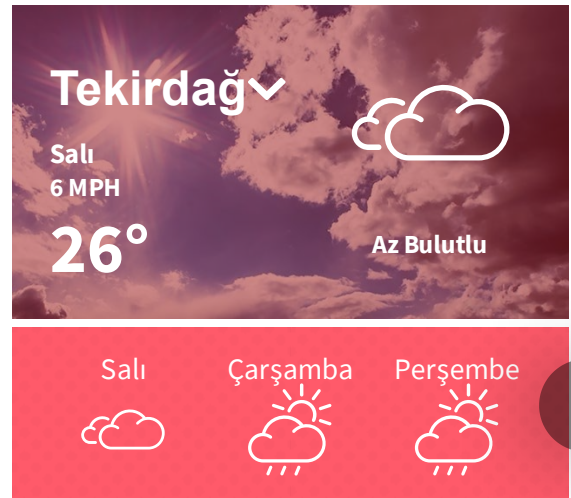 Tekirdağ
Salı
6 MPH
26°
Az Bulutlu
Salı Çarşamba Perşembe